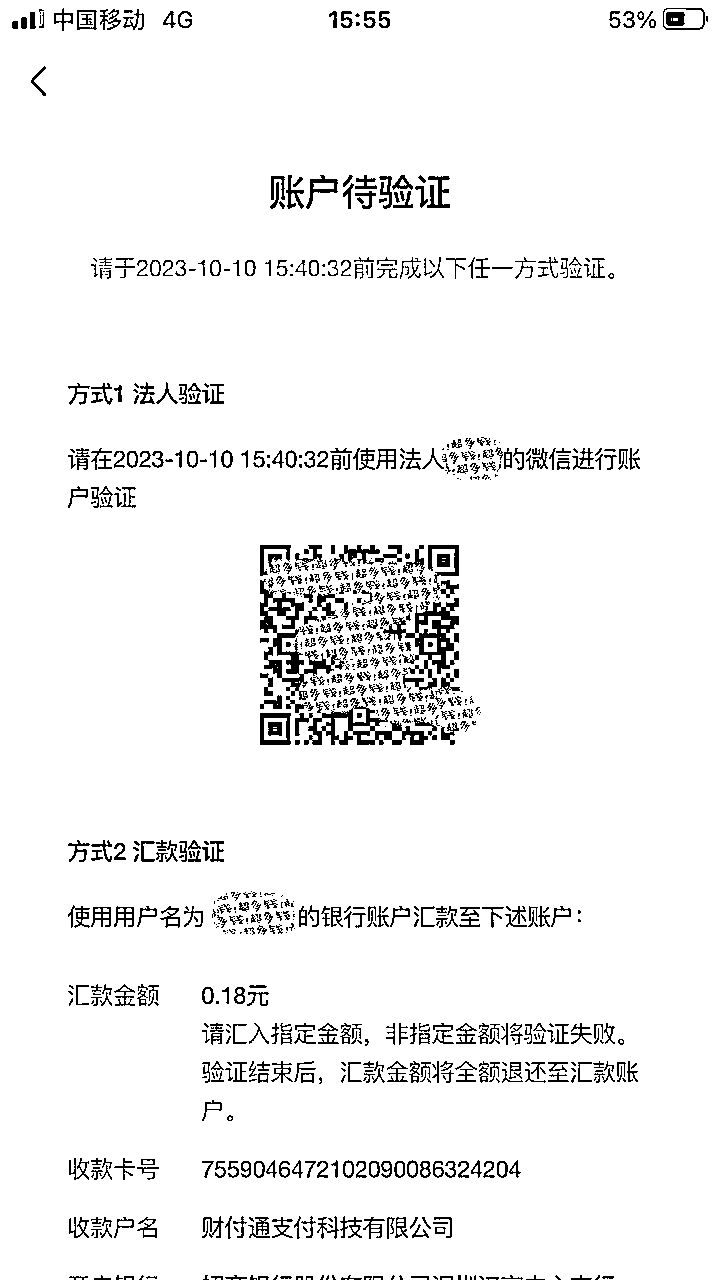 中国移动 4G 15:55 53%
账户待验证
请于2023-10-10 15:40:32前完成以下任一方式验证。
方式1 法人验证
请在2023-10-10 15:40:32前使用法人的微信进行账
户验证
方式2 汇款验证
使用用户名为 的银行账户汇款至下述账户：
汇款金额 0.18元
请汇入指定金额，非指定金额将验证失败。
验证结束后，汇款金额将全额退还至汇款账
户。
收款卡号 7559046472102090086324204
收款户名 财付通支付科技有限公司